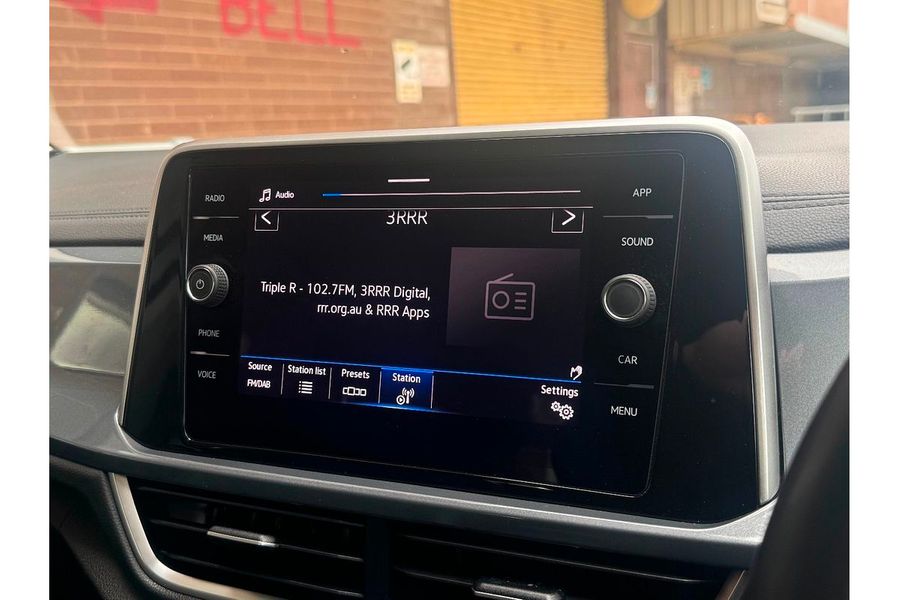 BELL
RADIO
MEDIA
PHONE
VOICE
Audio
3RRR
Triple R - 102.7FM, 3RRR Digital,
rrr.org.au & RRR Apps
Source
FM/DAB
Station list
Presets
Station
Settings
APP
SOUND
CAR
MENU